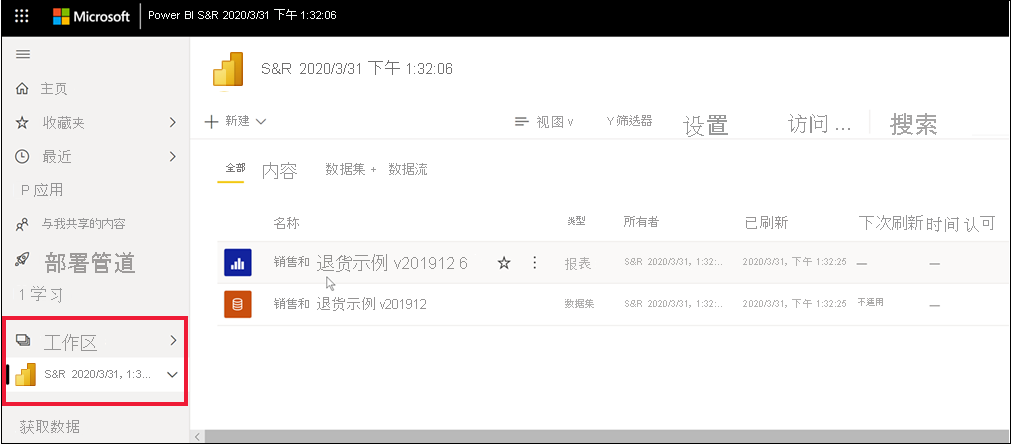 Microsoft Power BI S&R 2020/3/31 下午 1:32:06
主页
收藏夹
最近
P 应用
与我共享的内容
部署管道
1 学习
工作区
S&R 2020/3/31, 1:3...
获取数据
S&R 2020/3/31 下午 1:32:06
新建 视图 v Y 筛选器 设置 访问 ... 搜索
全部 内容 数据集 + 数据流
名称 类型 所有者 已刷新 下次刷新 时间 认可
销售和 退货示例 v201912 6 报表 S&R 2020/3/31, 1:32:... 2020/3/31, 下午 1:32:25 — —
销售和 退货示例 v201912 数据集 S&R 2020/3/31, 1:32:... 2020/3/31, 下午 1:32:25 不适用 —